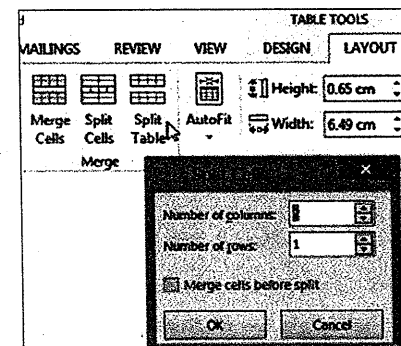 TABLE TOOLS
MAILINGS REVIEW VIEW DESIGN LAYOUT
Merge Cells
Split Cells
Split Table
AutoFit
Height: 0.65 cm
Width: 6.49 cm
Merge
Number of columns:
Number of rows: 1
Merge cells before split
OK Cancel